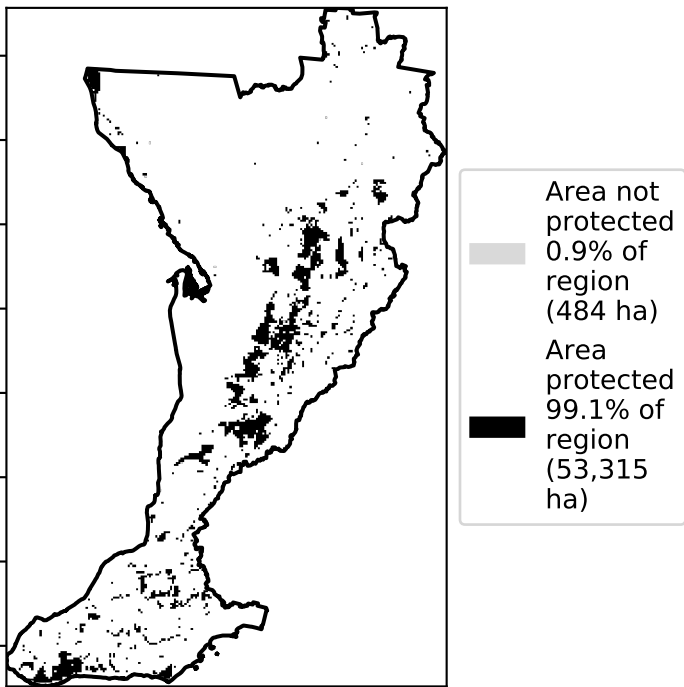 Area not
protected
0.9% of
region
(484 ha)
Area
protected
99.1% of
region
(53,315
ha)